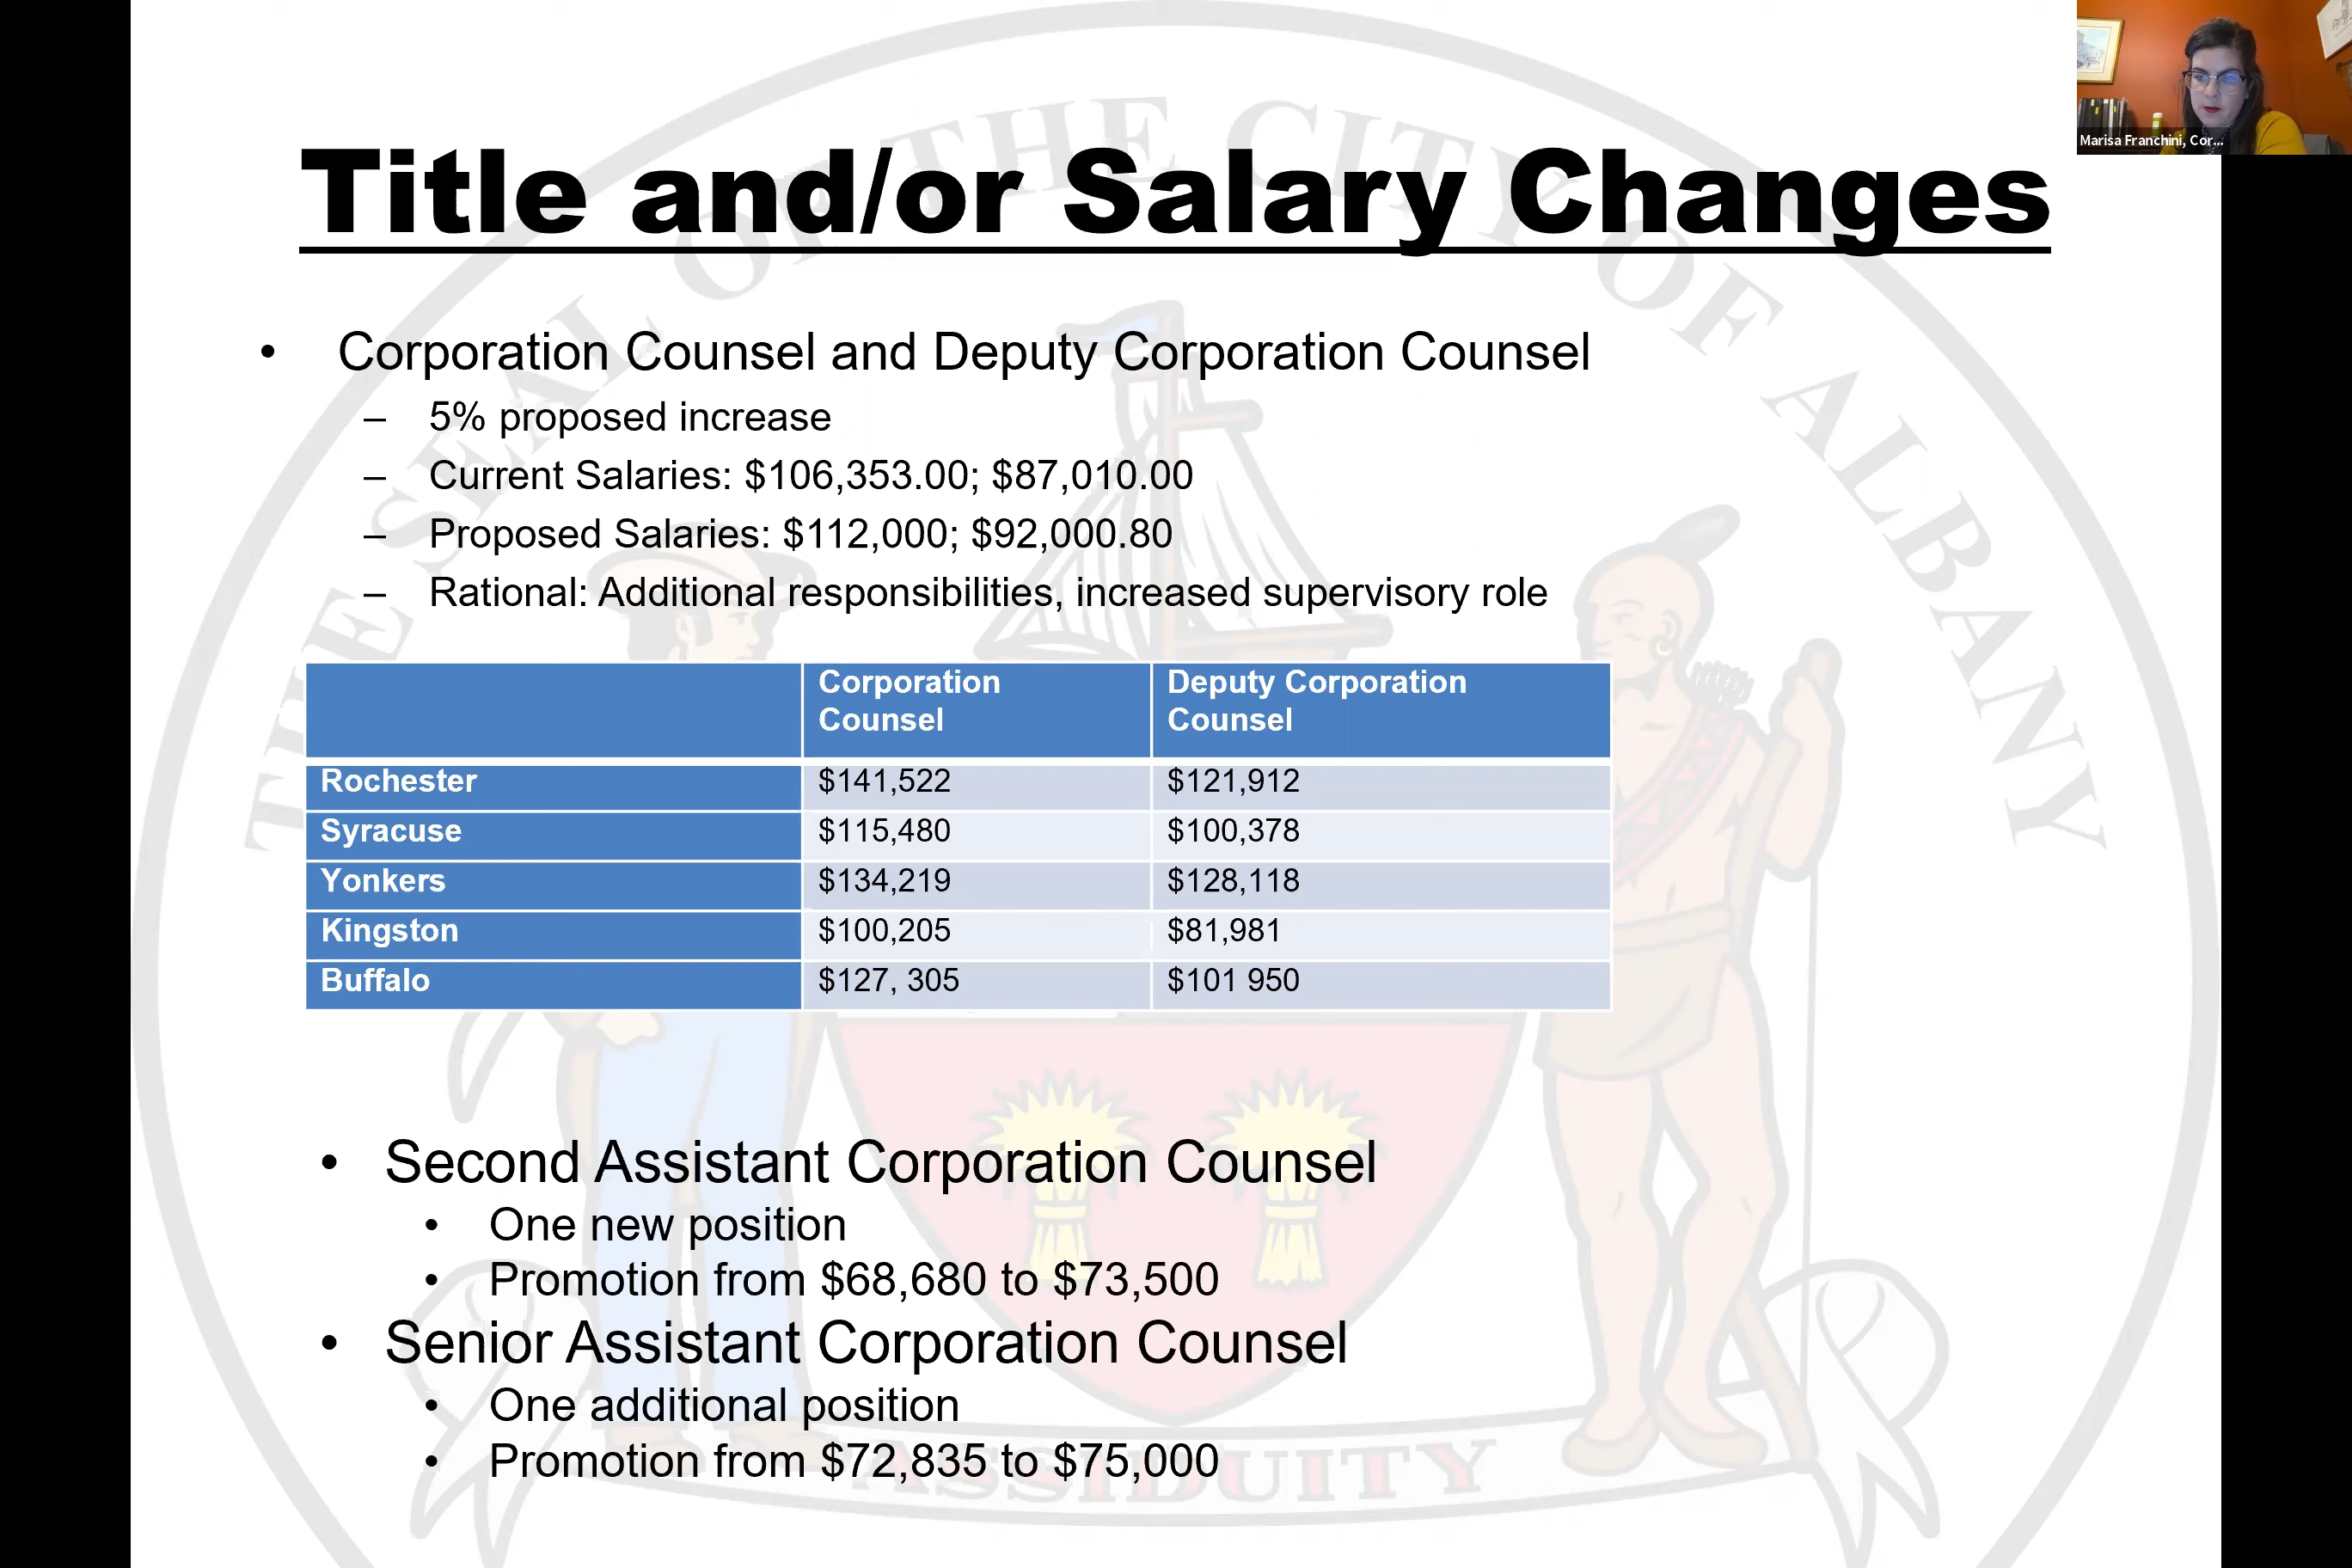 Title and/or Salary Changes
Marisa Franchini, Cor...
THE SEAL OF THE CITY OF ALBANY
• Corporation Counsel and Deputy Corporation Counsel
– 5% proposed increase
– Current Salaries: $106,353.00; $87,010.00
– Proposed Salaries: $112,000; $92,000.80
– Rational: Additional responsibilities, increased supervisory role
Corporation Counsel Deputy Corporation Counsel
Rochester $141,522 $121,912
Syracuse $115,480 $100,378
Yonkers $134,219 $128,118
Kingston $100,205 $81,981
Buffalo $127, 305 $101 950
• Second Assistant Corporation Counsel
• One new position
• Promotion from $68,680 to $73,500
• Senior Assistant Corporation Counsel
• One additional position
• Promotion from $72,835 to $75,000
ASSIDUITY